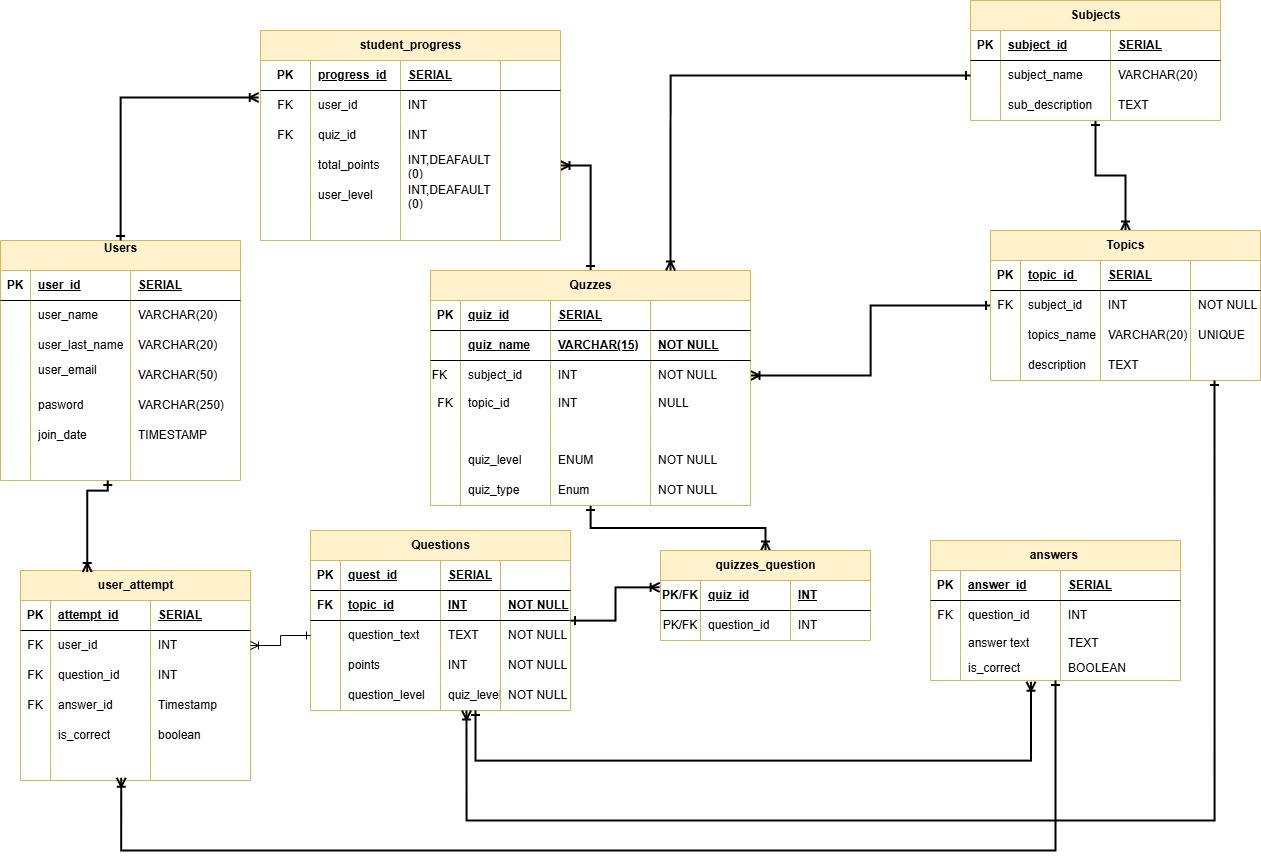 Subjects
PK subject_id SERIAL
subject_name VARCHAR(20)
sub_description TEXT
student_progress
PK progress_id SERIAL
FK user_id INT
FK quiz_id INT
total_points INT,DEAFAULT
(0)
user_level INT,DEAFAULT
(0)
Users
PK user_id SERIAL
user_name VARCHAR(20)
user_last_name VARCHAR(20)
user_email VARCHAR(50)
pasword VARCHAR(250)
join_date TIMESTAMP
Topics
PK topic_id SERIAL
FK subject_id INT NOT NULL
topics_name VARCHAR(20) UNIQUE
description TEXT
Quzzes
PK quiz_id SERIAL
quiz_name VARCHAR(15) NOT NULL
FK subject_id INT NOT NULL
FK topic_id INT NULL
quiz_level ENUM NOT NULL
quiz_type Enum NOT NULL
user_attempt
PK attempt_id SERIAL
FK user_id INT
FK question_id INT
FK answer_id Timestamp
is_correct boolean
Questions
PK quest_id SERIAL
FK topic_id INT NOT NULL
question_text TEXT NOT NULL
points INT NOT NULL
question_level quiz_level NOT NULL
quizzes_question
PK/FK quiz_id INT
PK/FK question_id INT
answers
PK answer_id SERIAL
FK question_id INT
answer text TEXT
is_correct BOOLEAN